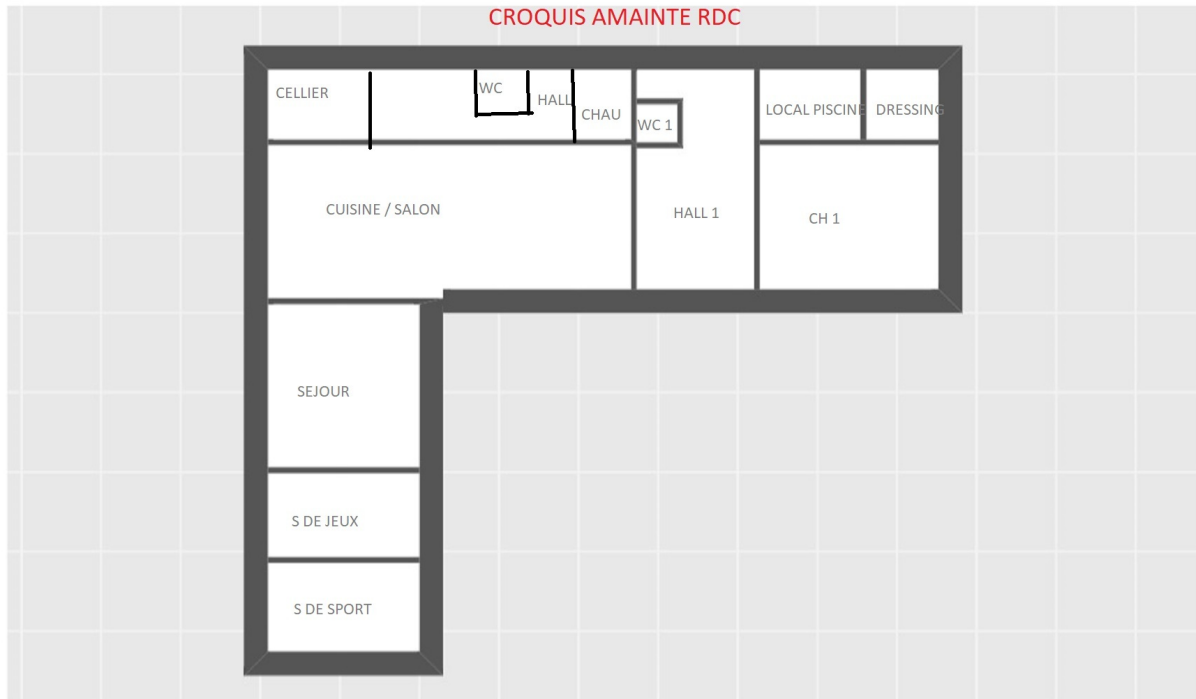 CROQUIS AMAINTE RDC
CELLIER
WC
HALL
CHAU
WC 1
LOCAL PISCINE
DRESSING
CUISINE / SALON
HALL 1
CH 1
SEJOUR
S DE JEUX
S DE SPORT